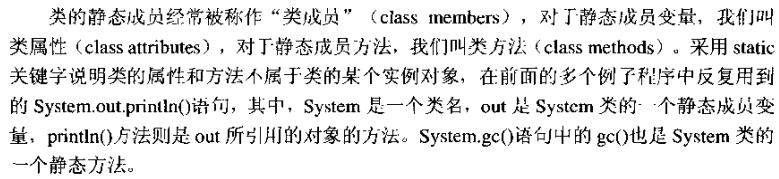 类的静态成员经常被称作“类成员”（class members），对于静态成员变量，我们叫
类属性（class attributes），对于静态成员方法，我们叫类方法（class methods）。采用 static
关键字说明类的属性和方法不属于类的某个实例对象，在前面的多个例子程序中反复用到
的 System.out.println()语句，其中，System 是一个类名，out 是 System 类的一个静态成员变
量，println()方法则是 out 所引用的对象的方法。System.gc()语句中的 gc()也是 System 类的
一个静态方法。